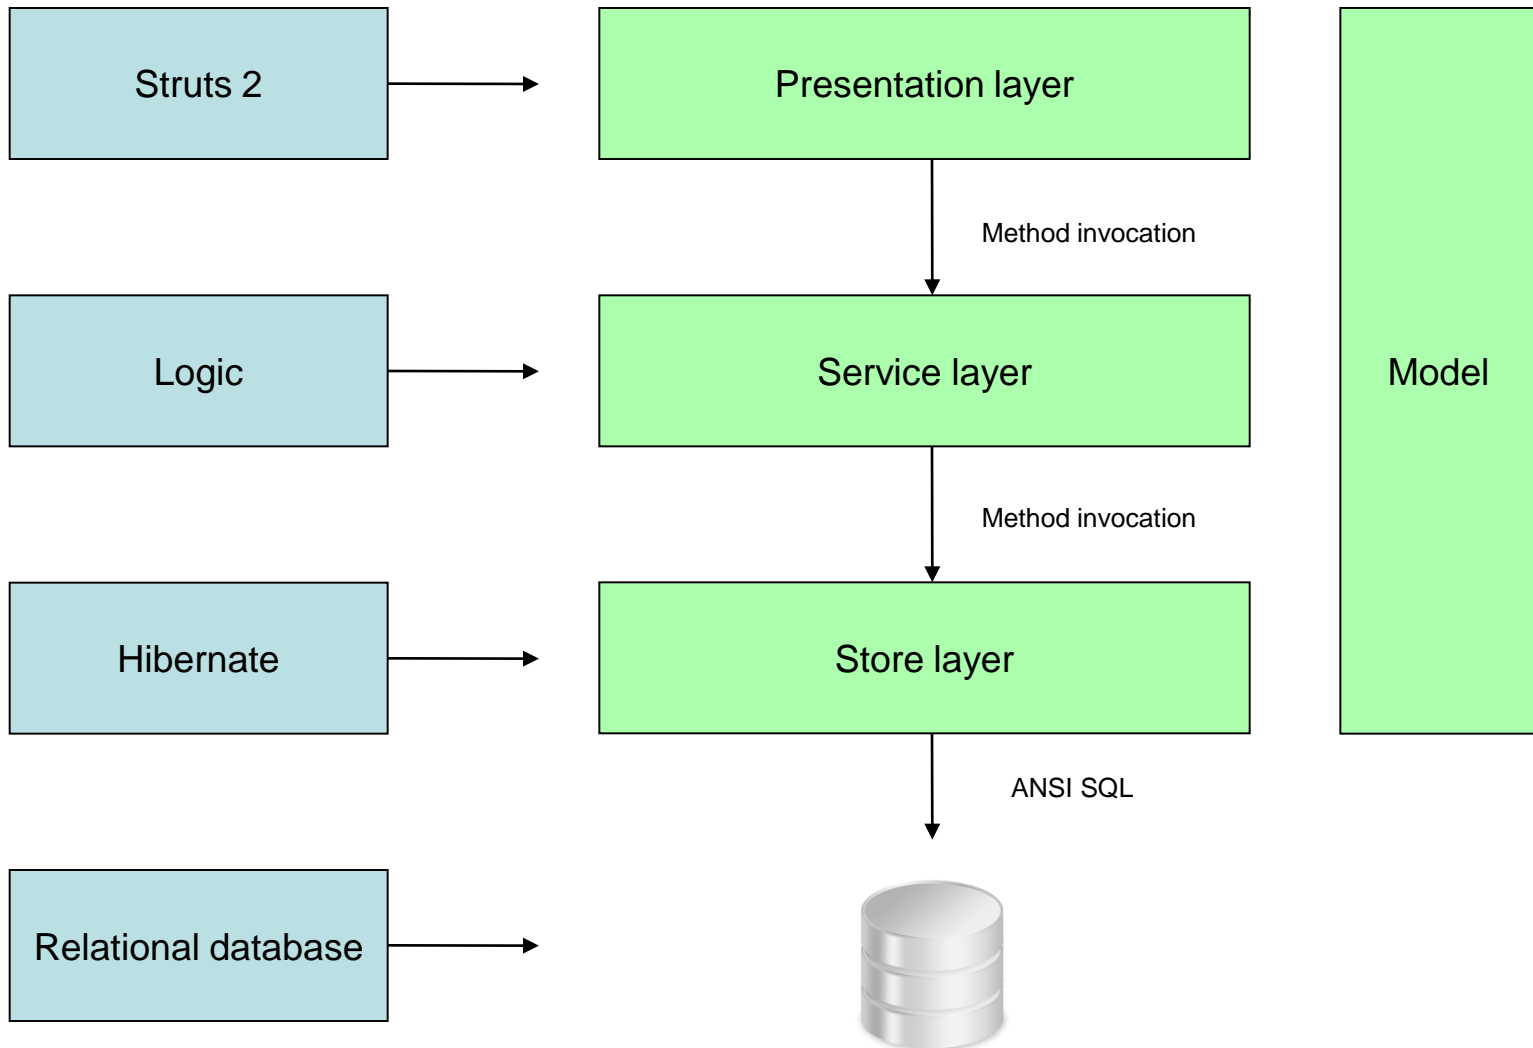 Struts 2
Presentation layer
Method invocation
Logic
Service layer
Model
Method invocation
Hibernate
Store layer
ANSI SQL
Relational database